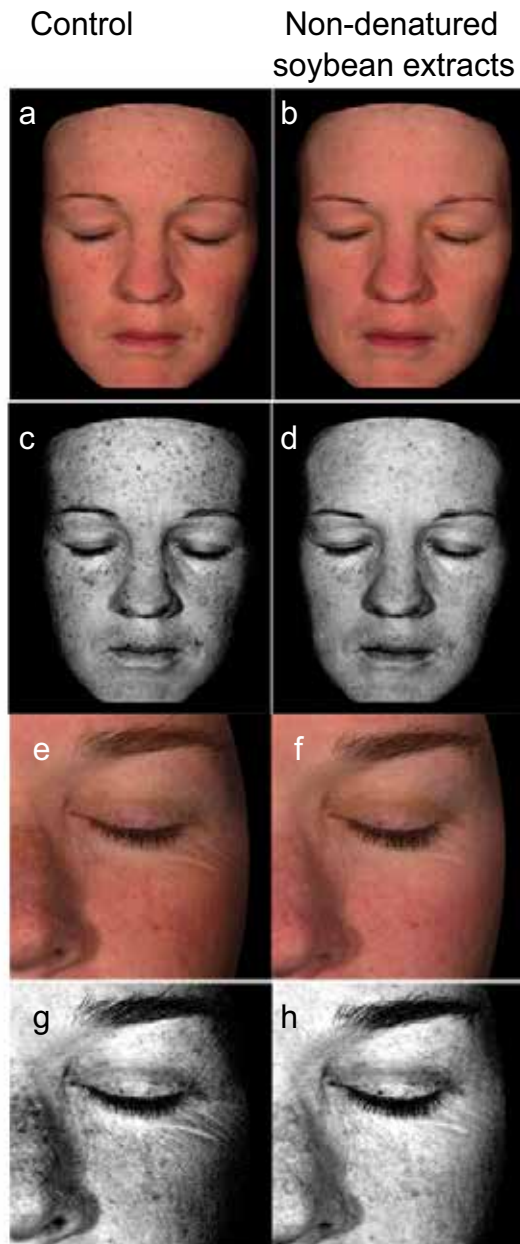 Control
Non-denatured
soybean extracts
a
b
c
d
e
f
g
h